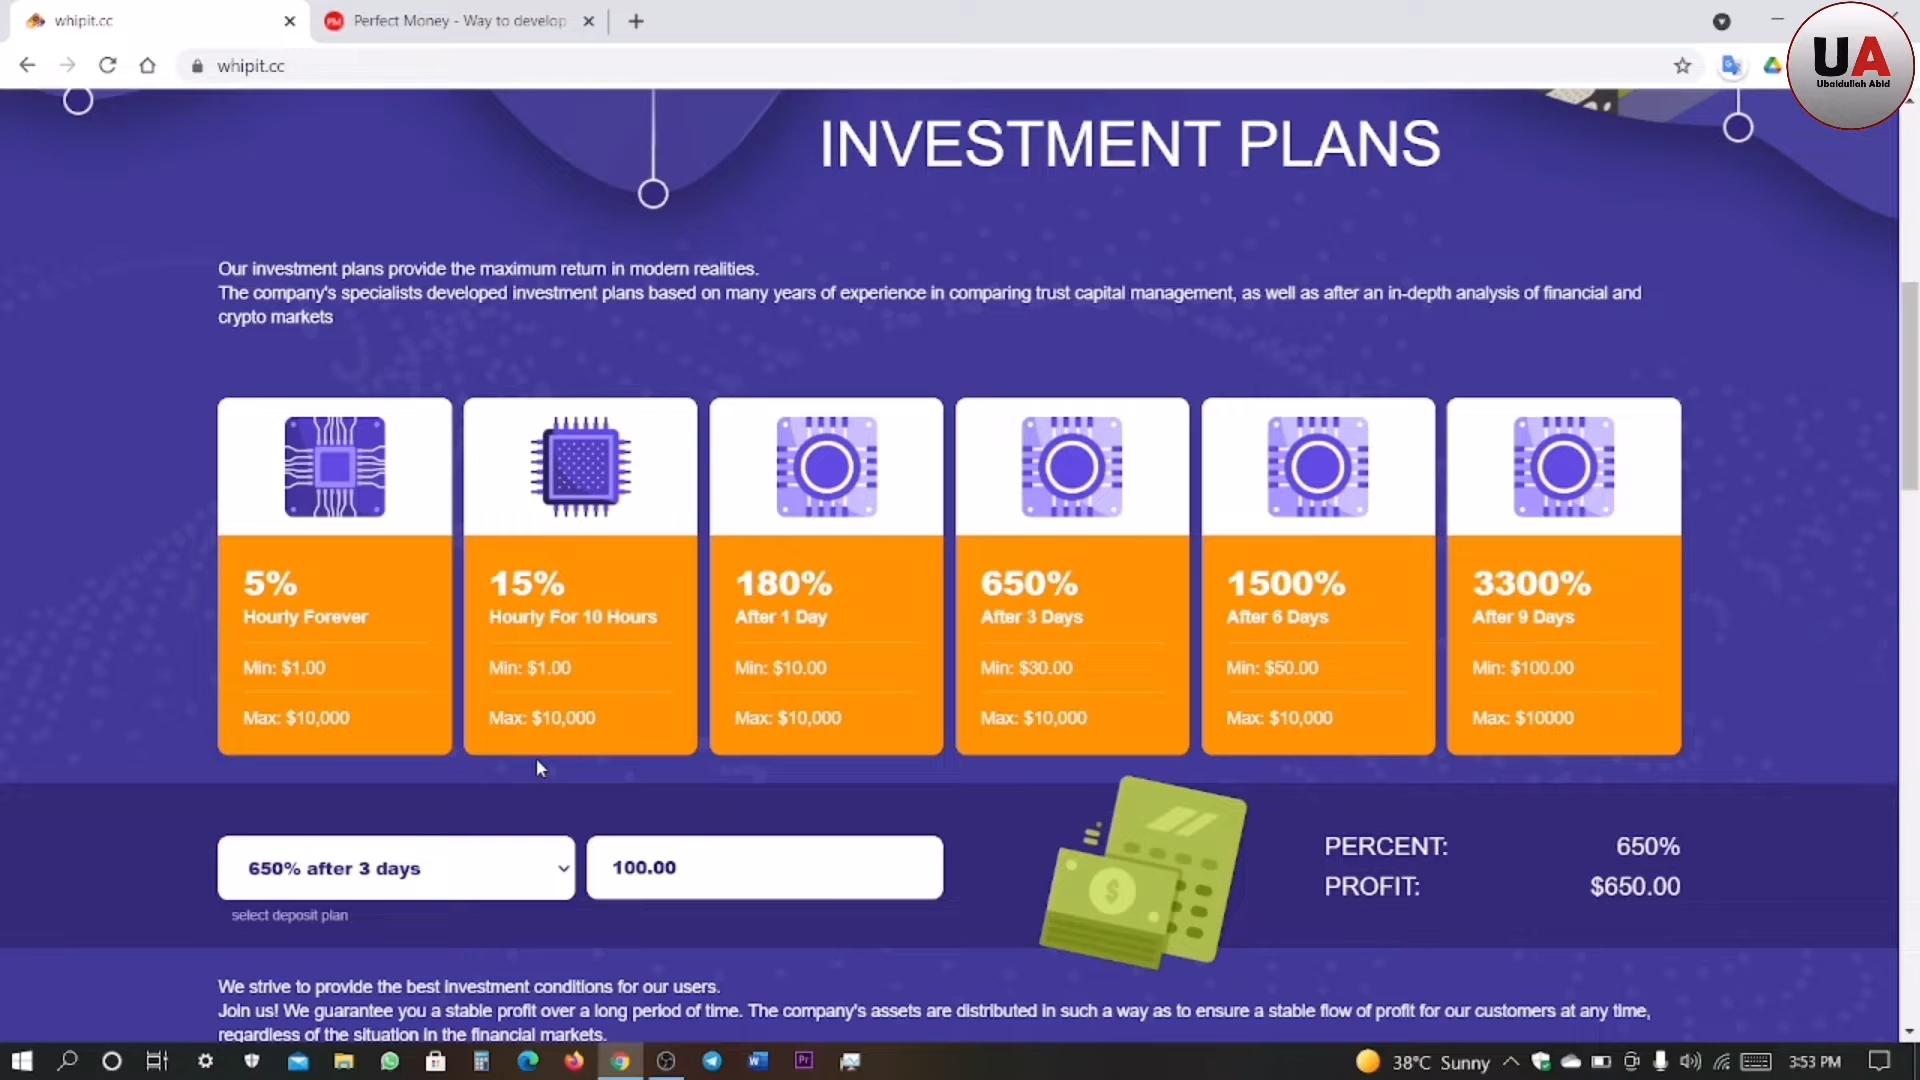 whipit.cc
Perfect Money - Way to develop
whipit.cc
UA
Ubaidullah Abid
INVESTMENT PLANS
Our investment plans provide the maximum return in modern realities.
The company's specialists developed investment plans based on many years of experience in comparing trust capital management, as well as after an in-depth analysis of financial and
crypto markets
5%
Hourly Forever
Min: $1.00
Max: $10,000
15%
Hourly For 10 Hours
Min: $1.00
Max: $10,000
180%
After 1 Day
Min: $10.00
Max: $10,000
650%
After 3 Days
Min: $30.00
Max: $10,000
1500%
After 6 Days
Min: $50.00
Max: $10,000
3300%
After 9 Days
Min: $100.00
Max: $10000
650% after 3 days
100.00
select deposit plan
PERCENT: 650%
PROFIT: $650.00
We strive to provide the best investment conditions for our users.
Join us! We guarantee you a stable profit over a long period of time. The company's assets are distributed in such a way as to ensure a stable flow of profit for our customers at any time,
regardless of the situation in the financial markets.
38°C Sunny
3:53 PM